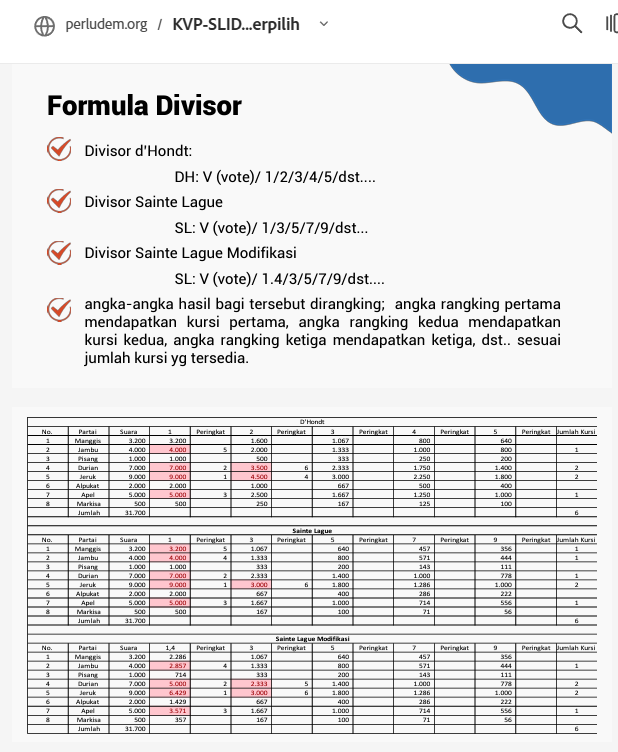 perludem.org / KVP-SLID...erpilih
Formula Divisor
Divisor d'Hondt:
DH: V (vote)/ 1/2/3/4/5/dst....
Divisor Sainte Lague
SL: V (vote)/ 1/3/5/7/9/dst...
Divisor Sainte Lague Modifikasi
SL: V (vote)/ 1.4/3/5/7/9/dst....
angka-angka hasil bagi tersebut dirangking; angka rangking pertama
mendapatkan kursi pertama, angka rangking kedua mendapatkan
kursi kedua, angka rangking ketiga mendapatkan ketiga, dst.. sesuai
jumlah kursi yg tersedia.
D'Hondt
No. Partai Suara 1 Peringkat 2 Peringkat 3 Peringkat 4 Peringkat 5 Peringkat Jumlah Kursi
1 Manggis 3.200 3.200 1.600 1.067 800 640
2 Jambu 4.000 4.000 5 2.000 1.333 1.000 800 1
3 Pisang 1.000 1.000 500 333 250 200
4 Durian 7.000 7.000 2 3.500 6 2.333 1.750 1.400 2
5 Jeruk 9.000 9.000 1 4.500 4 3.000 2.250 1.800 2
6 Alpukat 2.000 2.000 1.000 667 500 400
7 Apel 5.000 5.000 3 2.500 1.667 1.250 1.000 1
8 Markisa 500 500 250 167 125 100
Jumlah 31.700 6
Sainte Lague
No. Partai Suara 1 Peringkat 3 Peringkat 5 Peringkat 7 Peringkat 9 Peringkat Jumlah Kursi
1 Manggis 3.200 3.200 5 1.067 640 457 356 1
2 Jambu 4.000 4.000 4 1.333 800 571 444 1
3 Pisang 1.000 1.000 333 200 143 111
4 Durian 7.000 7.000 2 2.333 1.400 1.000 778 1
5 Jeruk 9.000 9.000 1 3.000 6 1.800 1.286 1.000 2
6 Alpukat 2.000 2.000 667 400 286 222
7 Apel 5.000 5.000 3 1.667 1.000 714 556 1
8 Markisa 500 500 167 100 71 56
Jumlah 31.700 6
Sainte Lague Modifikasi
No. Partai Suara 1,4 Peringkat 3 Peringkat 5 Peringkat 7 Peringkat 9 Peringkat Jumlah Kursi
1 Manggis 3.200 2.286 1.067 640 457 356
2 Jambu 4.000 2.857 4 1.333 800 571 444 1
3 Pisang 1.000 714 333 200 143 111
4 Durian 7.000 5.000 2 2.333 5 1.400 1.000 778 2
5 Jeruk 9.000 6.429 1 3.000 6 1.800 1.286 1.000 2
6 Alpukat 2.000 1.429 667 400 286 222
7 Apel 5.000 3.571 3 1.667 1.000 714 556 1
8 Markisa 500 357 167 100 71 56
Jumlah 31.700 6